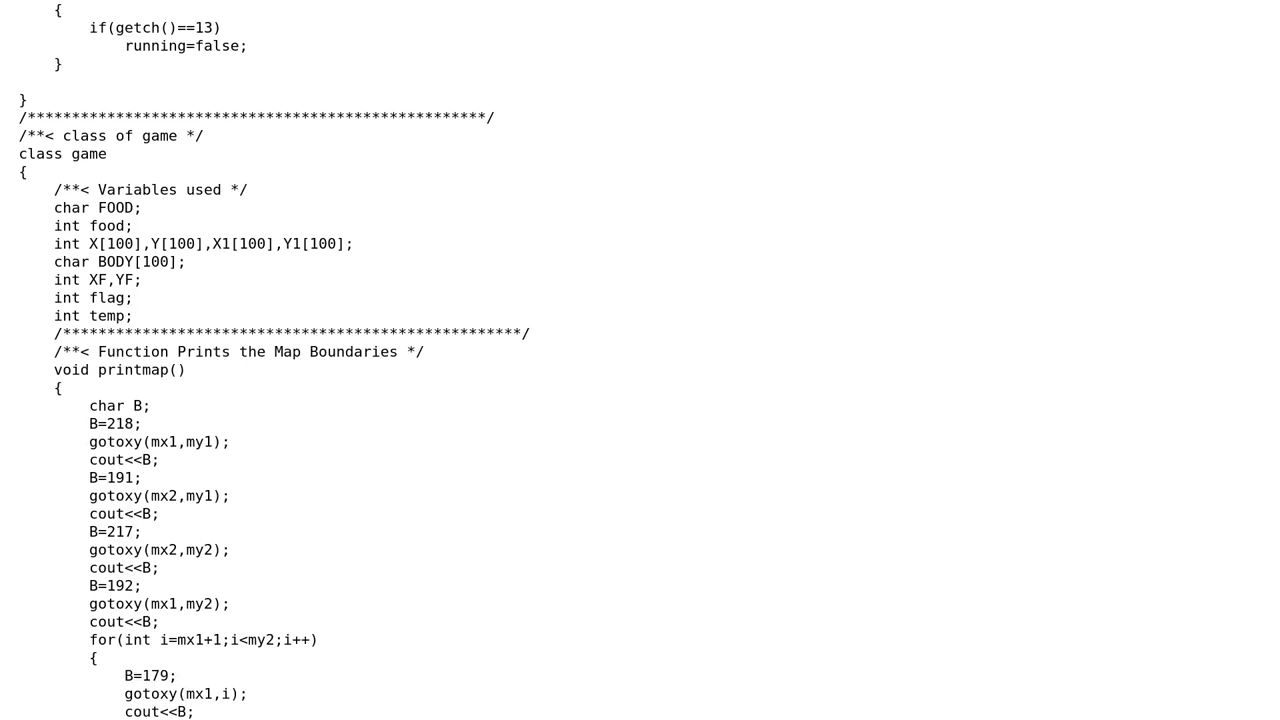 {
        if(getch()==13)
            running=false;
    }

}
/****************************************************/
/**< class of game */
class game
{
    /**< Variables used */
    char FOOD;
    int food;
    int X[100],Y[100],X1[100],Y1[100];
    char BODY[100];
    int XF,YF;
    int flag;
    int temp;
    /****************************************************/
    /**< Function Prints the Map Boundaries */
    void printmap()
    {
        char B;
        B=218;
        gotoxy(mx1,my1);
        cout<<B;
        B=191;
        gotoxy(mx2,my1);
        cout<<B;
        B=217;
        gotoxy(mx2,my2);
        cout<<B;
        B=192;
        gotoxy(mx1,my2);
        cout<<B;
        for(int i=mx1+1;i<my2;i++)
        {
            B=179;
            gotoxy(mx1,i);
            cout<<B;